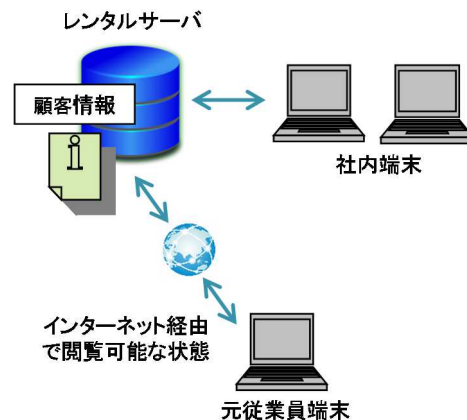 レンタルサーバ
顧客情報
i
社内端末
インターネット経由
で閲覧可能な状態
元従業員端末